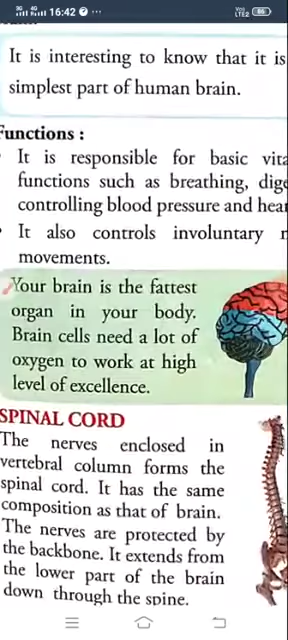 16:42
66
It is interesting to know that it is
simplest part of human brain.
Functions :
It is responsible for basic
functions such as breathing,
controlling blood pressure and
It also controls involuntary
movements.
Your brain is the fattest
organ in your body.
Brain cells need a lot of
oxygen to work at high
level of excellence.
SPINAL CORD
The nerves enclosed in
vertebral column forms the
spinal cord. It has the same
composition as that of brain.
The nerves are protected by
the backbone. It extends from
the lower part of the brain
down through the spine.